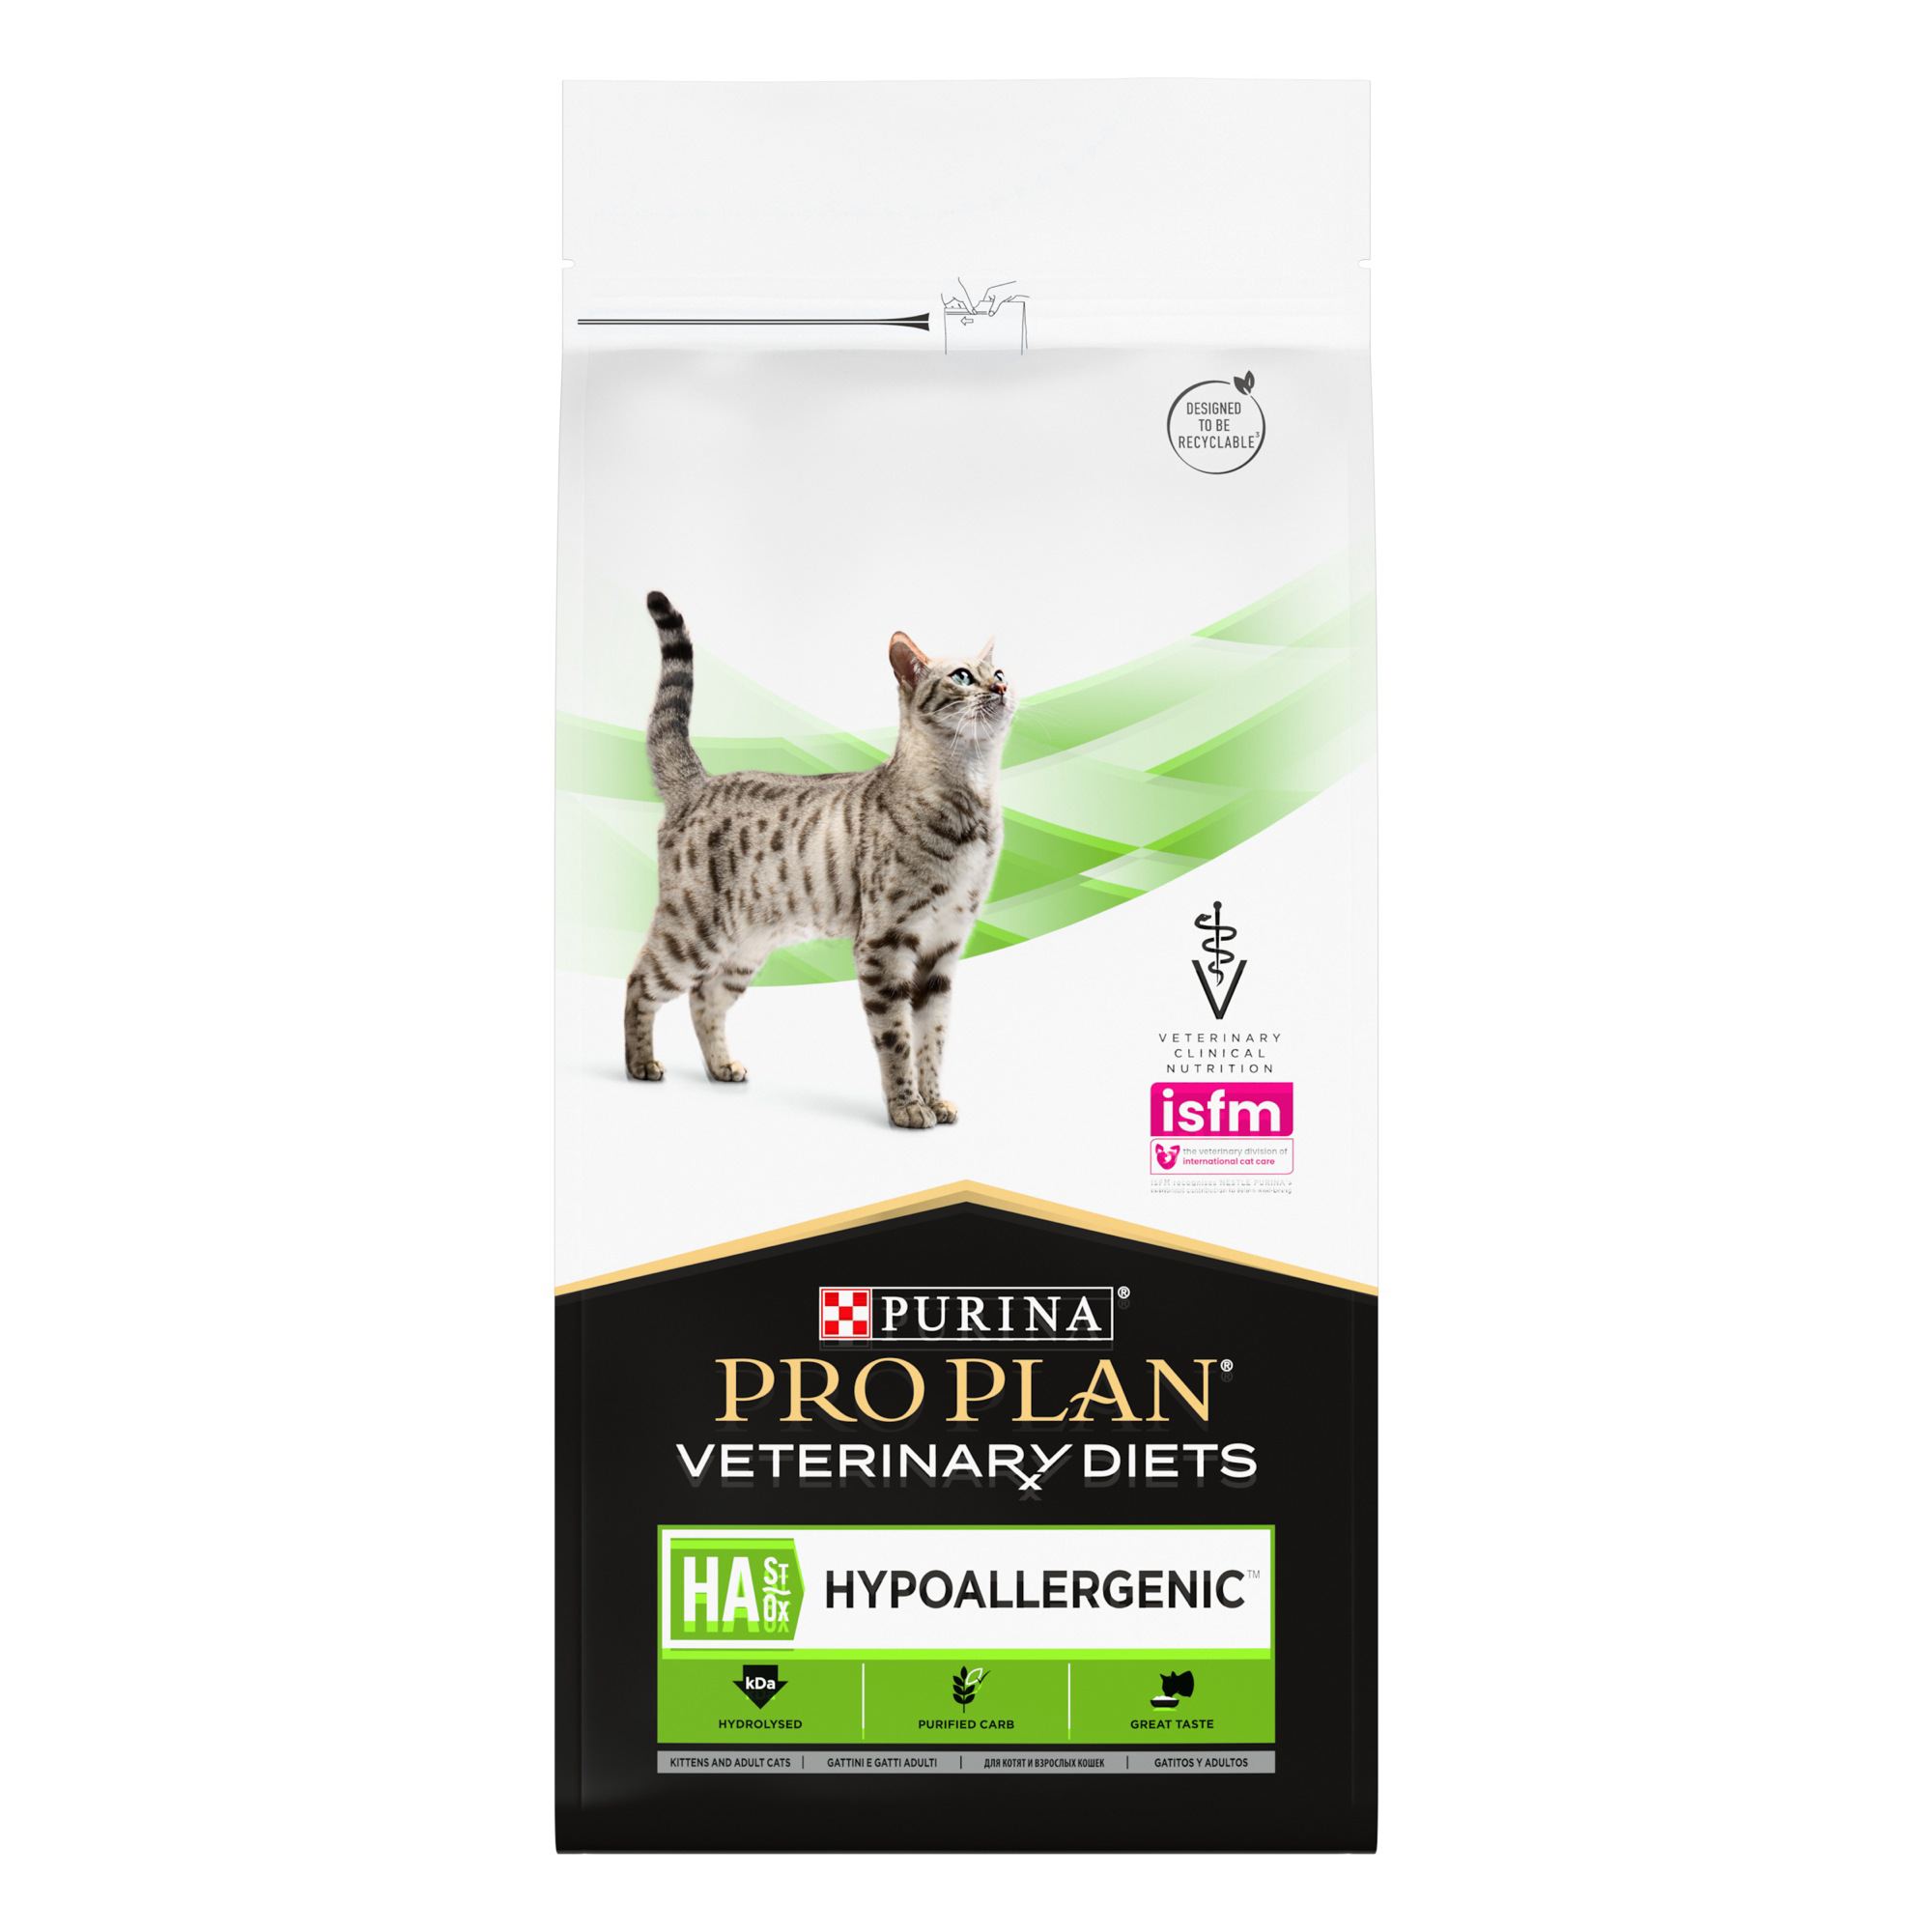 DESIGNED
TO BE
RECYCLABLE³
VETERINARY
CLINICAL
NUTRITION
isfm
the veterinary division of
international cat care
PURINA®
PRO PLAN®
VETERINARY DIETS
HA ST/OX HYPOALLERGENIC™
kDa
HYDROLYSED
PURIFIED CARB
GREAT TASTE
KITTENS AND ADULT CATS | GATTINI E GATTI ADULTI | ДЛЯ КОТЯТ И ВЗРОСЛЫХ КОШЕК | GATITOS Y ADULTOS